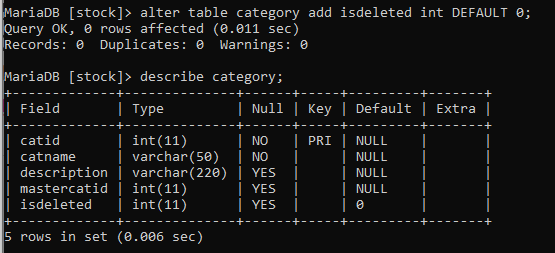 MariaDB [stock]> alter table category add isdeleted int DEFAULT 0;
Query OK, 0 rows affected (0.011 sec)
Records: 0  Duplicates: 0  Warnings: 0

MariaDB [stock]> describe category;
+-------------+--------------+------+-----+---------+-------+
| Field       | Type         | Null | Key | Default | Extra |
+-------------+--------------+------+-----+---------+-------+
| catid       | int(11)      | NO   | PRI | NULL    |       |
| catname     | varchar(50)  | NO   |     | NULL    |       |
| description | varchar(220) | YES  |     | NULL    |       |
| mastercatid | int(11)      | YES  |     | NULL    |       |
| isdeleted   | int(11)      | YES  |     | 0       |       |
+-------------+--------------+------+-----+---------+-------+
5 rows in set (0.006 sec)